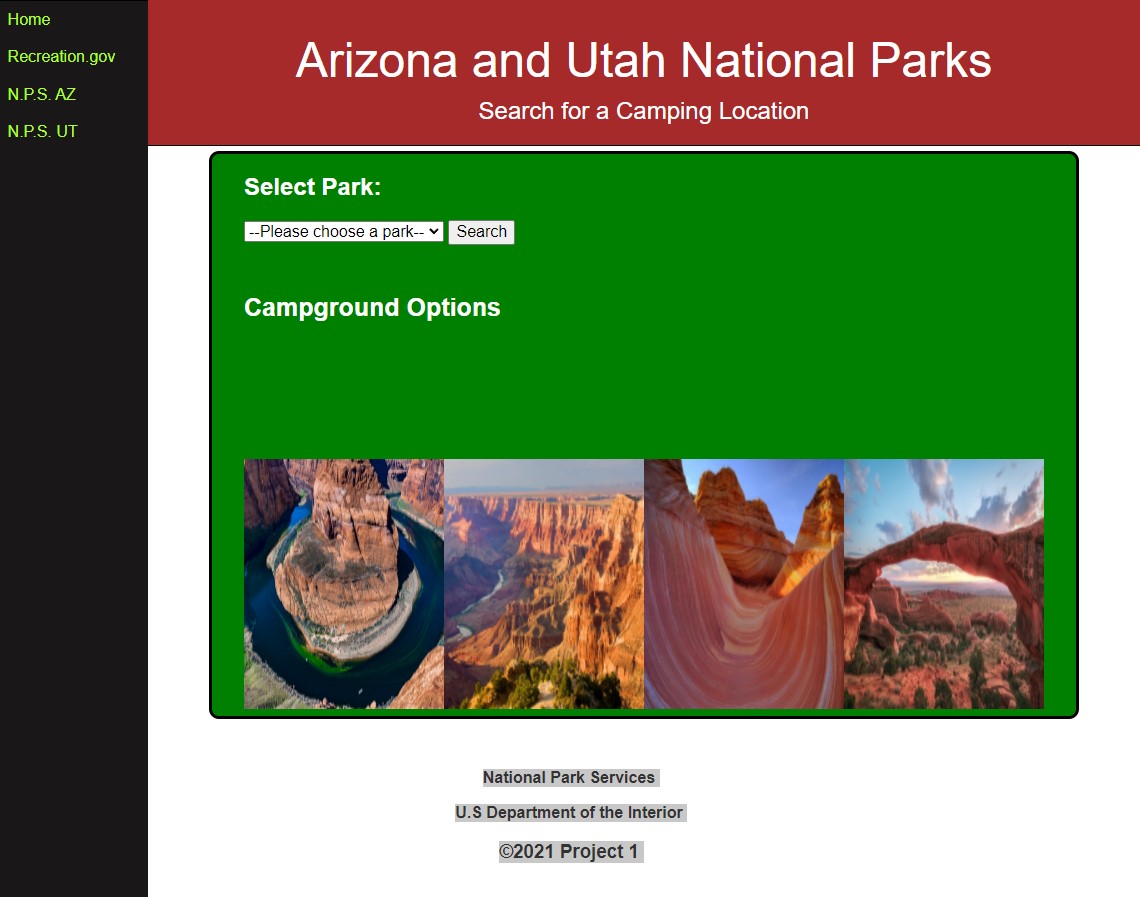 Home
Recreation.gov
N.P.S. AZ
N.P.S. UT
Arizona and Utah National Parks
Search for a Camping Location
Select Park:
--Please choose a park-- Search
Campground Options
National Park Services
U.S Department of the Interior
©2021 Project 1